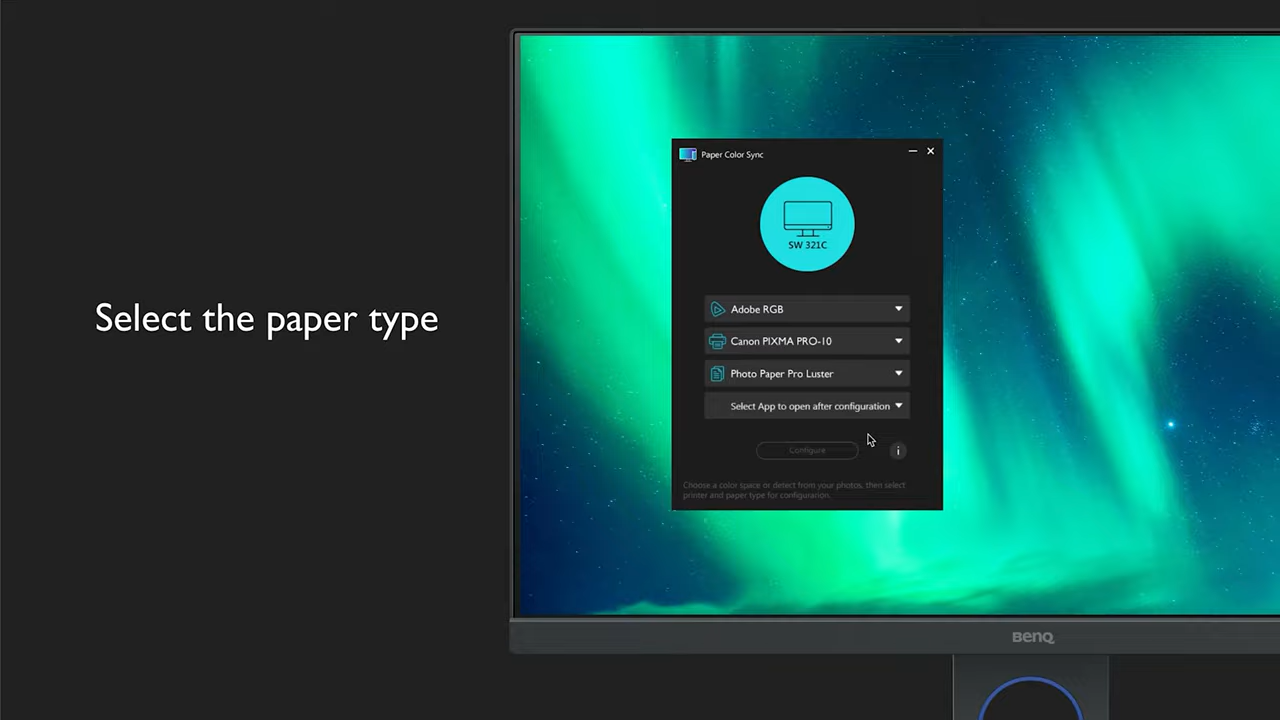 Select the paper type
Paper Color Sync
SW 321C
Adobe RGB
Canon PIXMA PRO-10
Photo Paper Pro Luster
Select App to open after configuration
Configure
i
Choose a color space or detect from your photos, then select
printer and paper type for configuration.
BenQ